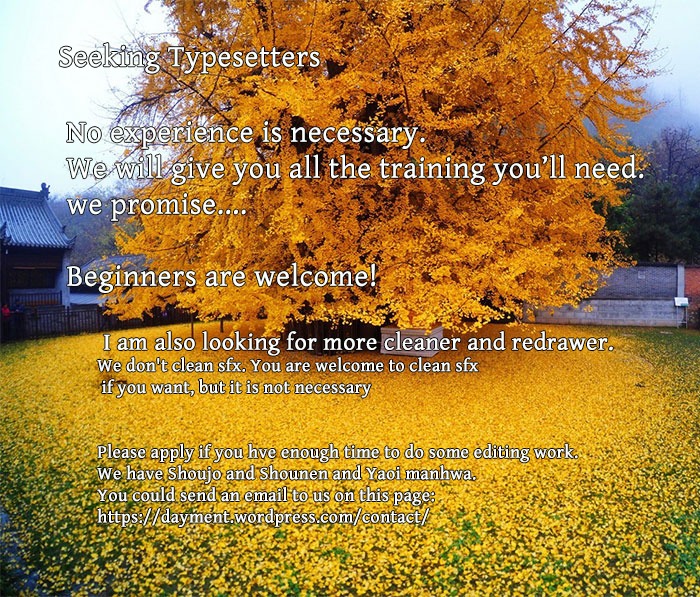 Seeking Typesetters
No experience is necessary.
We will give you all the training you’ll need.
we promise....
Beginners are welcome!
I am also looking for more cleaner and redrawer.
We don't clean sfx. You are welcome to clean sfx
if you want, but it is not necessary
Please apply if you hve enough time to do some editing work.
We have Shoujo and Shounen and Yaoi manhwa.
You could send an email to us on this page:
https://dayment.wordpress.com/contact/